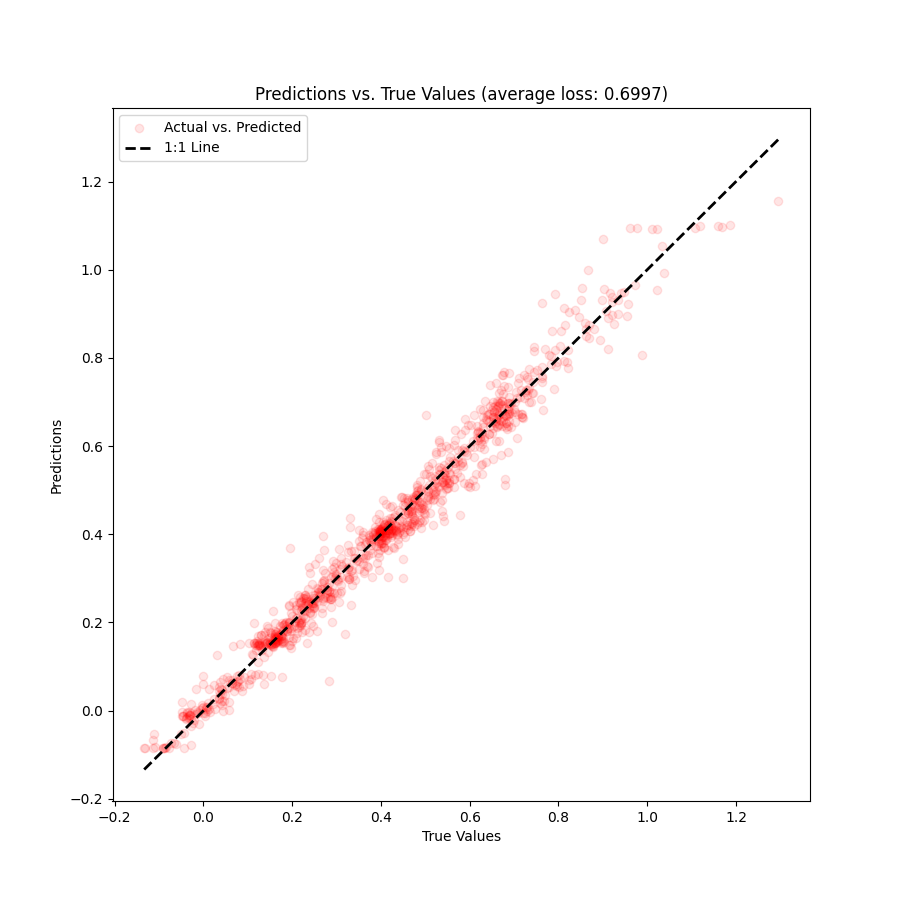 Predictions vs. True Values (average loss: 0.6997)
Actual vs. Predicted
1:1 Line
1.2
1.0
0.8
0.6
0.4
0.2
0.0
−0.2
Predictions
−0.2 0.0 0.2 0.4 0.6 0.8 1.0 1.2
True Values